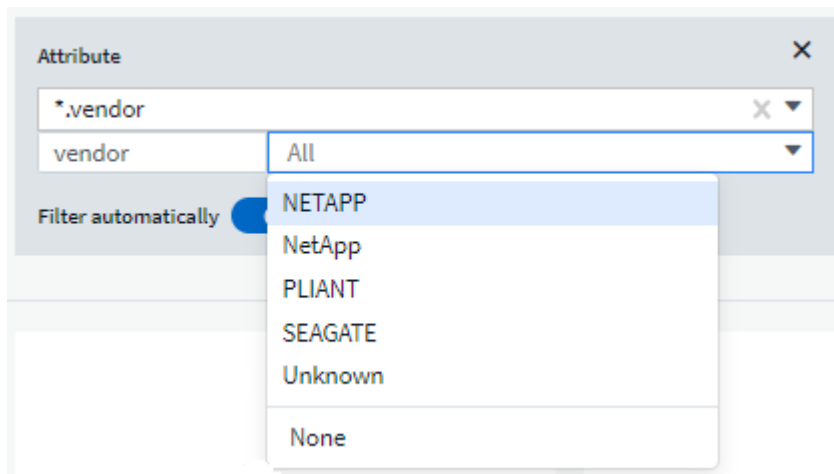 Attribute
*.vendor
vendor All
Filter automatically
NETAPP
NetApp
PLIANT
SEAGATE
Unknown
None